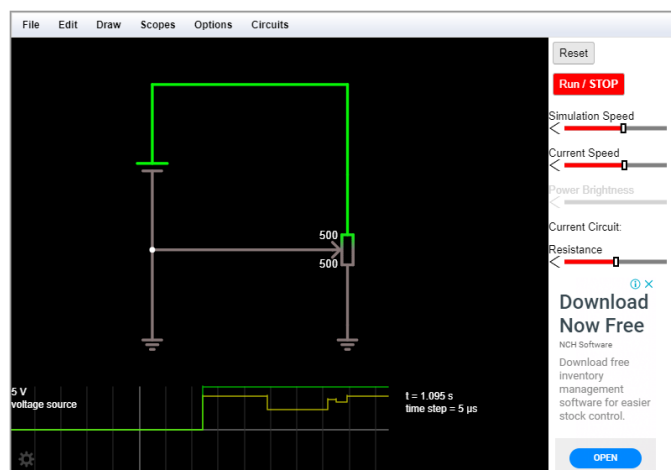 File Edit Draw Scopes Options Circuits
Reset
Run / STOP
Simulation Speed
Current Speed
Power Brightness
Current Circuit:
Resistance
500
500
5 V
voltage source
t = 1.095 s
time step = 5 µs
Download
Now Free
NCH Software
Download free
inventory
management
software for easier
stock control.
OPEN